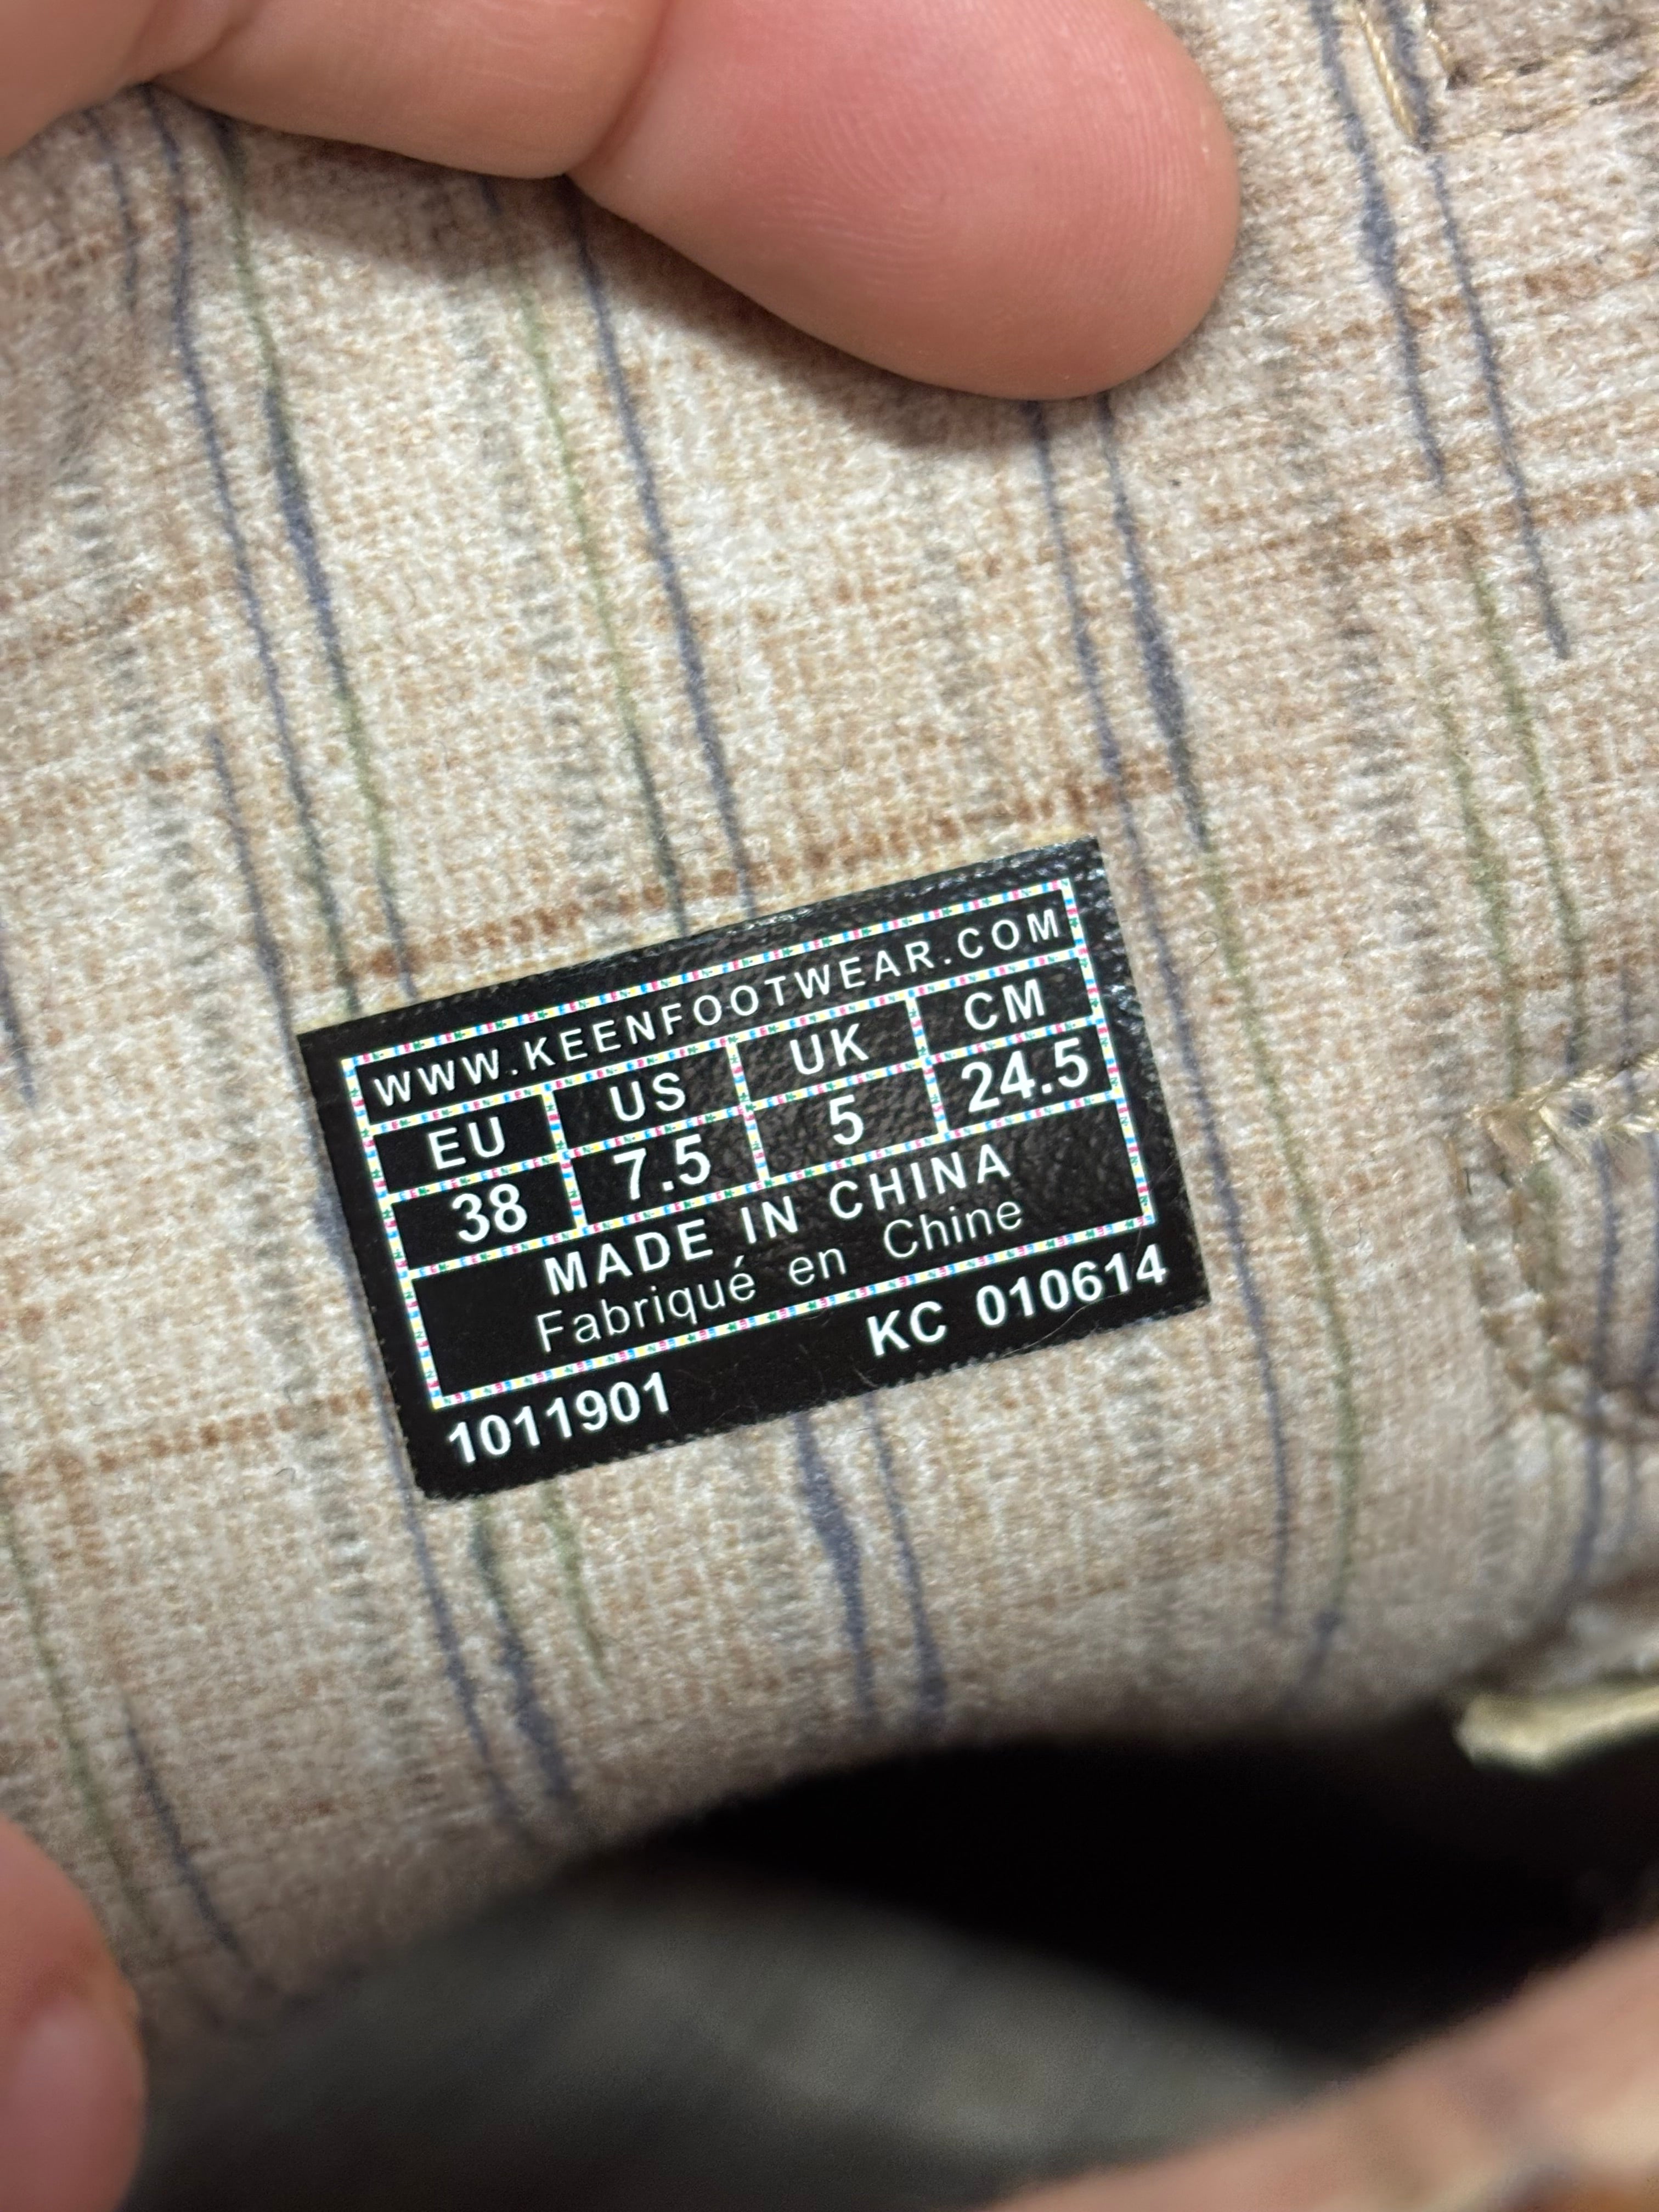 WWW.KEENFOOTWEAR.COM
EU US UK CM
38 7.5 5 24.5
MADE IN CHINA
Fabriqué en Chine
1011901 KC 010614